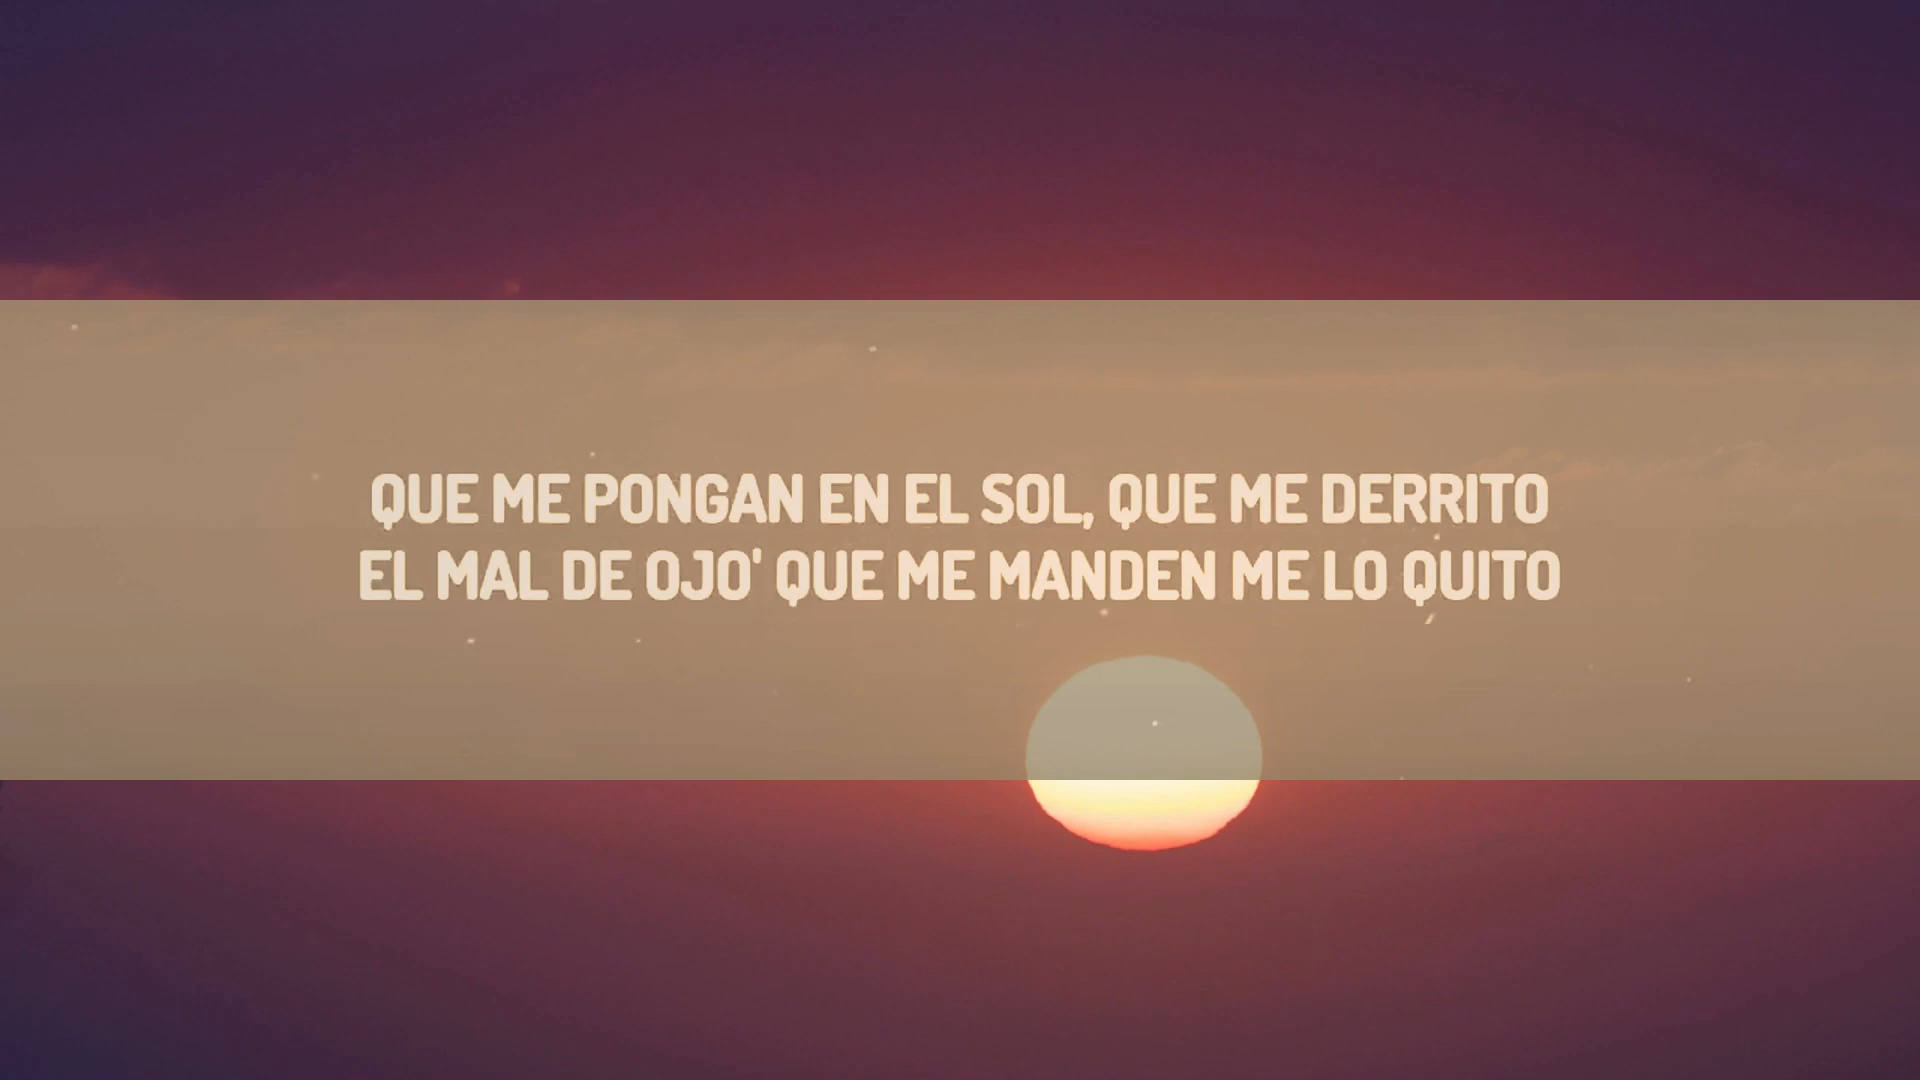 QUE ME PONGAN EN EL SOL, QUE ME DERRITO
EL MAL DE OJO' QUE ME MANDEN ME LO QUITO